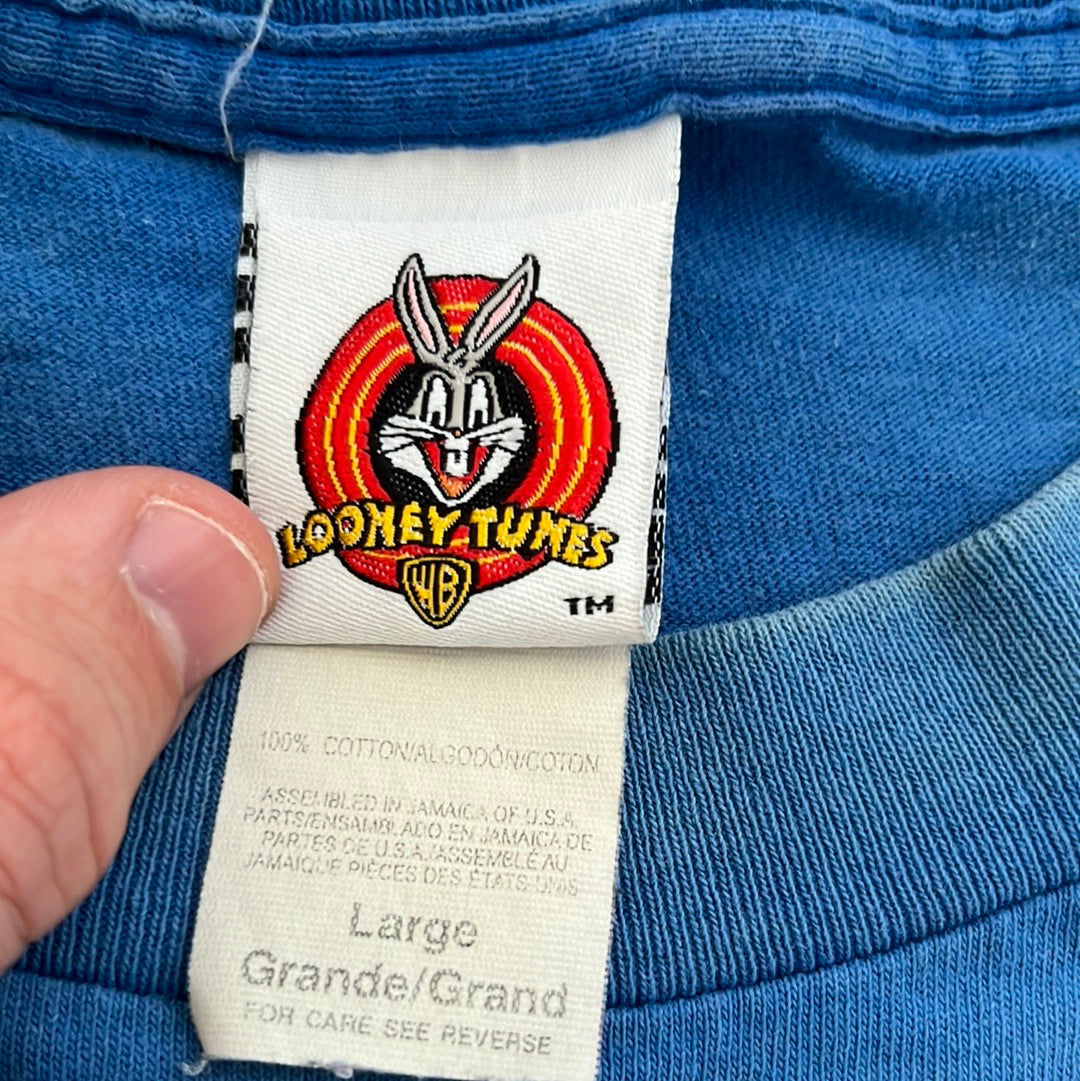 LOONEY TUNES
WB
TM
100% COTTON/ALGODÓN/COTON
ASSEMBLED IN JAMAICA OF U.S.A.
PARTS/ENSAMBLADO EN JAMAICA DE
PARTES DE U.S.A./ASSEMBLÉ AU
JAMAIQUE PIÈCES DES ÉTATS-UNIS
Large
Grande/Grand
FOR CARE SEE REVERSE